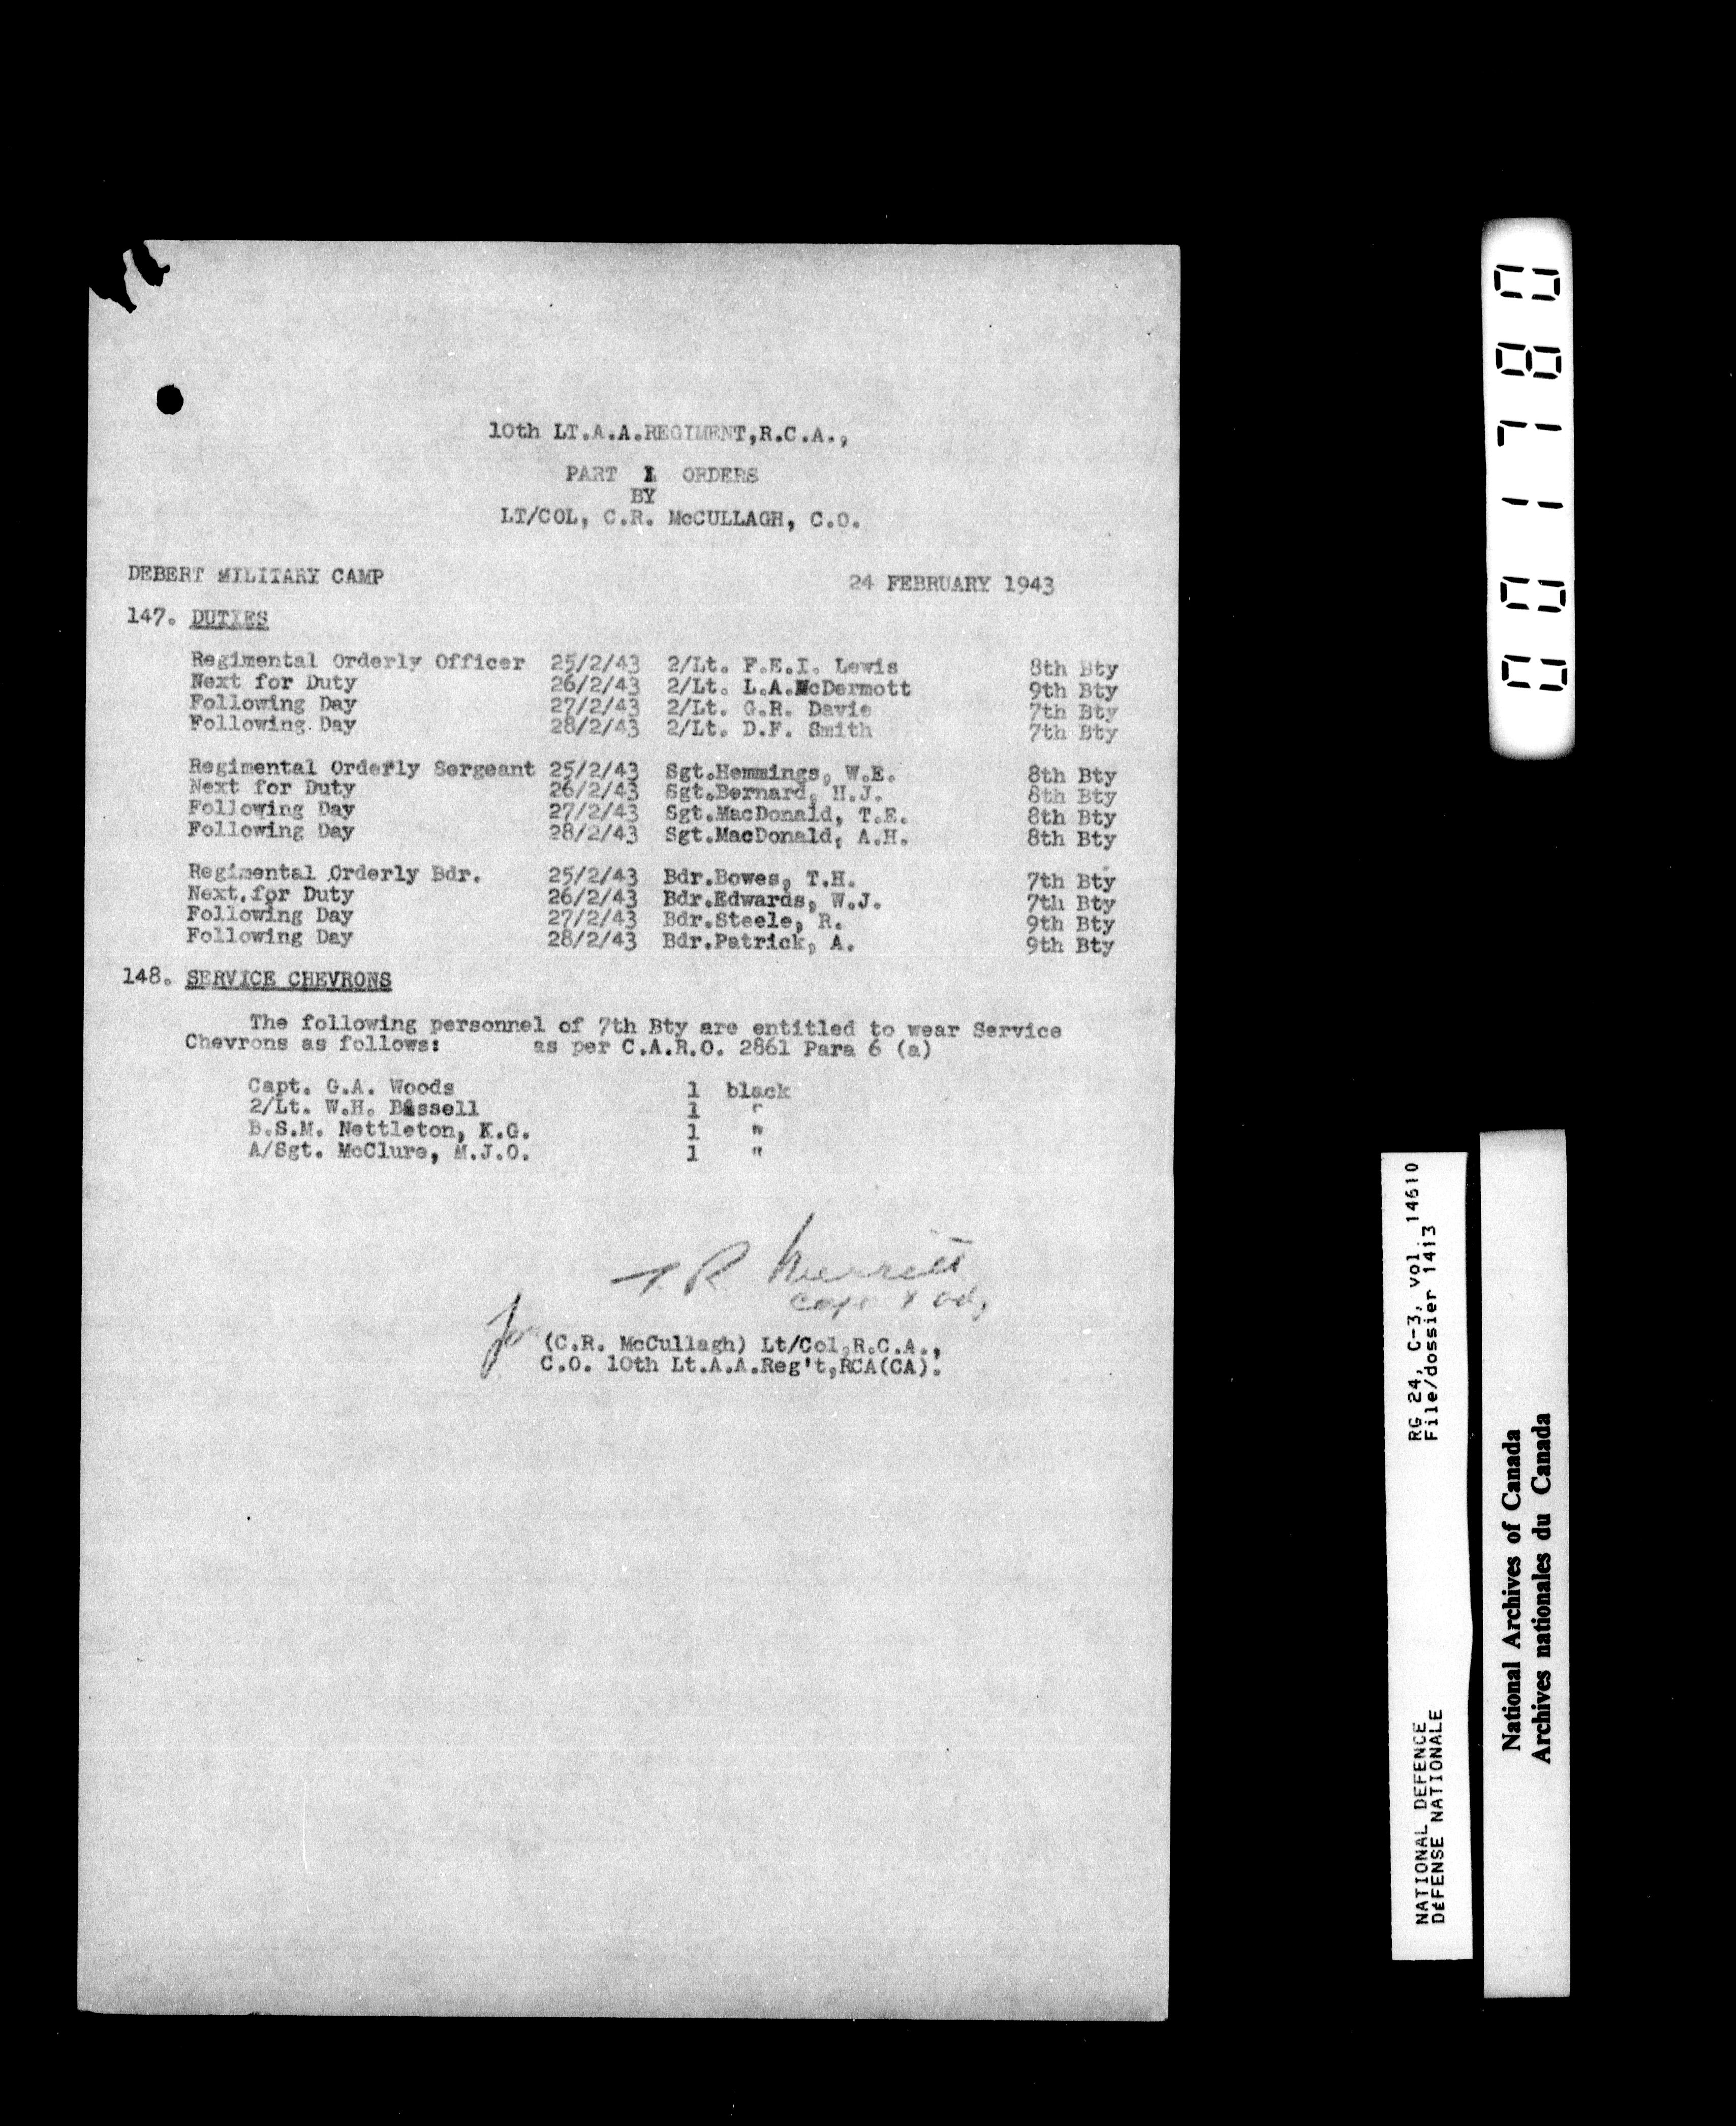 10th LT.A.A.REGIMENT,R.C.A.,
PART 1 ORDERS
BY
LT/COL, C.R. McCULLAGH, C.O.
DEBERT MILITARY CAMP 24 FEBRUARY 1943
147. DUTIES
Regimental Orderly Officer 25/2/43 2/Lt. F.E.I. Lewis 8th Bty
Next for Duty 26/2/43 2/Lt. L.A.McDermott 9th Bty
Following Day 27/2/43 2/Lt. G.R. Davie 7th Bty
Following Day 28/2/43 2/Lt. D.F. Smith 7th Bty
Regimental Orderly Sergeant 25/2/43 Sgt.Hemmings, W.E. 8th Bty
Next for Duty 26/2/43 Sgt.Bernard, H.J. 8th Bty
Following Day 27/2/43 Sgt.MacDonald, T.E. 8th Bty
Following Day 28/2/43 Sgt.MacDonald, A.H. 8th Bty
Regimental Orderly Bdr. 25/2/43 Bdr.Bowes, T.H. 7th Bty
Next for Duty 26/2/43 Bdr.Edwards, W.J. 7th Bty
Following Day 27/2/43 Bdr.Steele, R. 9th Bty
Following Day 28/2/43 Bdr.Patrick, A. 9th Bty
148. SERVICE CHEVRONS
The following personnel of 7th Bty are entitled to wear Service
Chevrons as follows: as per C.A.R.O. 2861 Para 6 (a)
Capt. G.A. Woods 1 black
2/Lt. W.H. Bissell 1 "
B.S.M. Nettleton, K.G. 1 "
A/Sgt. McClure, M.J.O. 1 "
T.R. Merritt
for (C.R. McCullagh) Lt/Col,R.C.A.,
C.O. 10th Lt.A.A.Reg't,RCA(CA).
001780
RG 24, C-3, vol. 14610
File/dossier 1413
NATIONAL DEFENCE
DÉFENSE NATIONALE
National Archives of Canada
Archives nationales du Canada